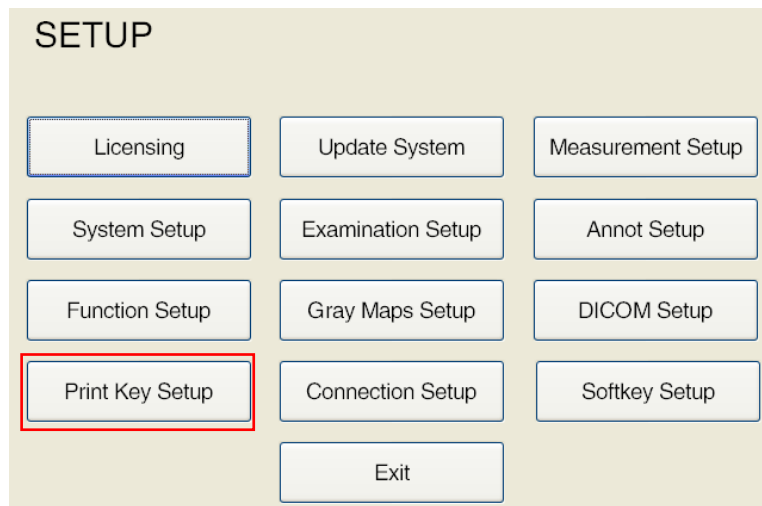 SETUP
Licensing
Update System
Measurement Setup
System Setup
Examination Setup
Annot Setup
Function Setup
Gray Maps Setup
DICOM Setup
Print Key Setup
Connection Setup
Softkey Setup
Exit